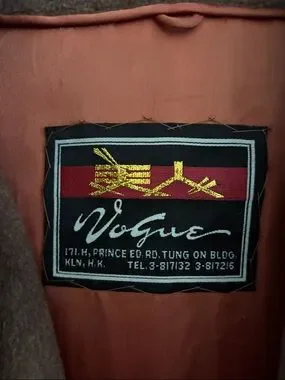 Vogue
171.H, PRINCE ED. RD. TUNG ON BLDG.
KLN, H.K. TEL. 3-817132 3-817216